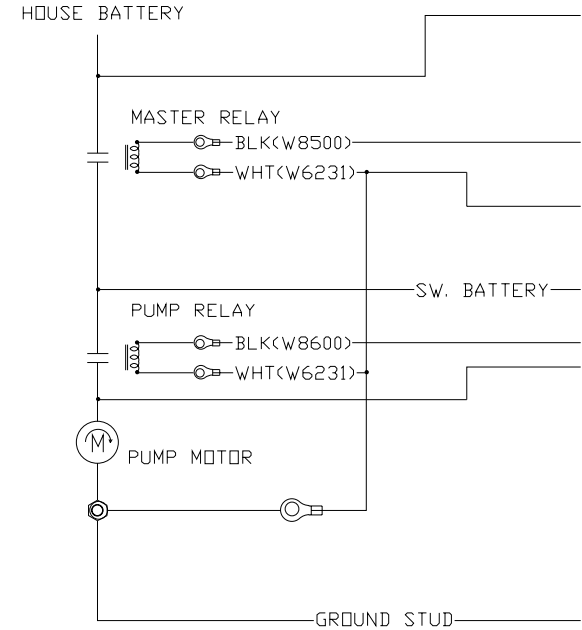 HOUSE BATTERY
MASTER RELAY
BLK(W8500)
WHT(W6231)
SW. BATTERY
PUMP RELAY
BLK(W8600)
WHT(W6231)
M
PUMP MOTOR
GROUND STUD